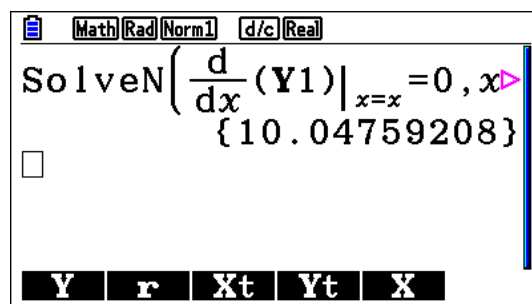 Math Rad Norm1 d/c Real
SolveN(d/dx(Y1)|x=x=0,x▷
{10.04759208}
Y r Xt Yt X